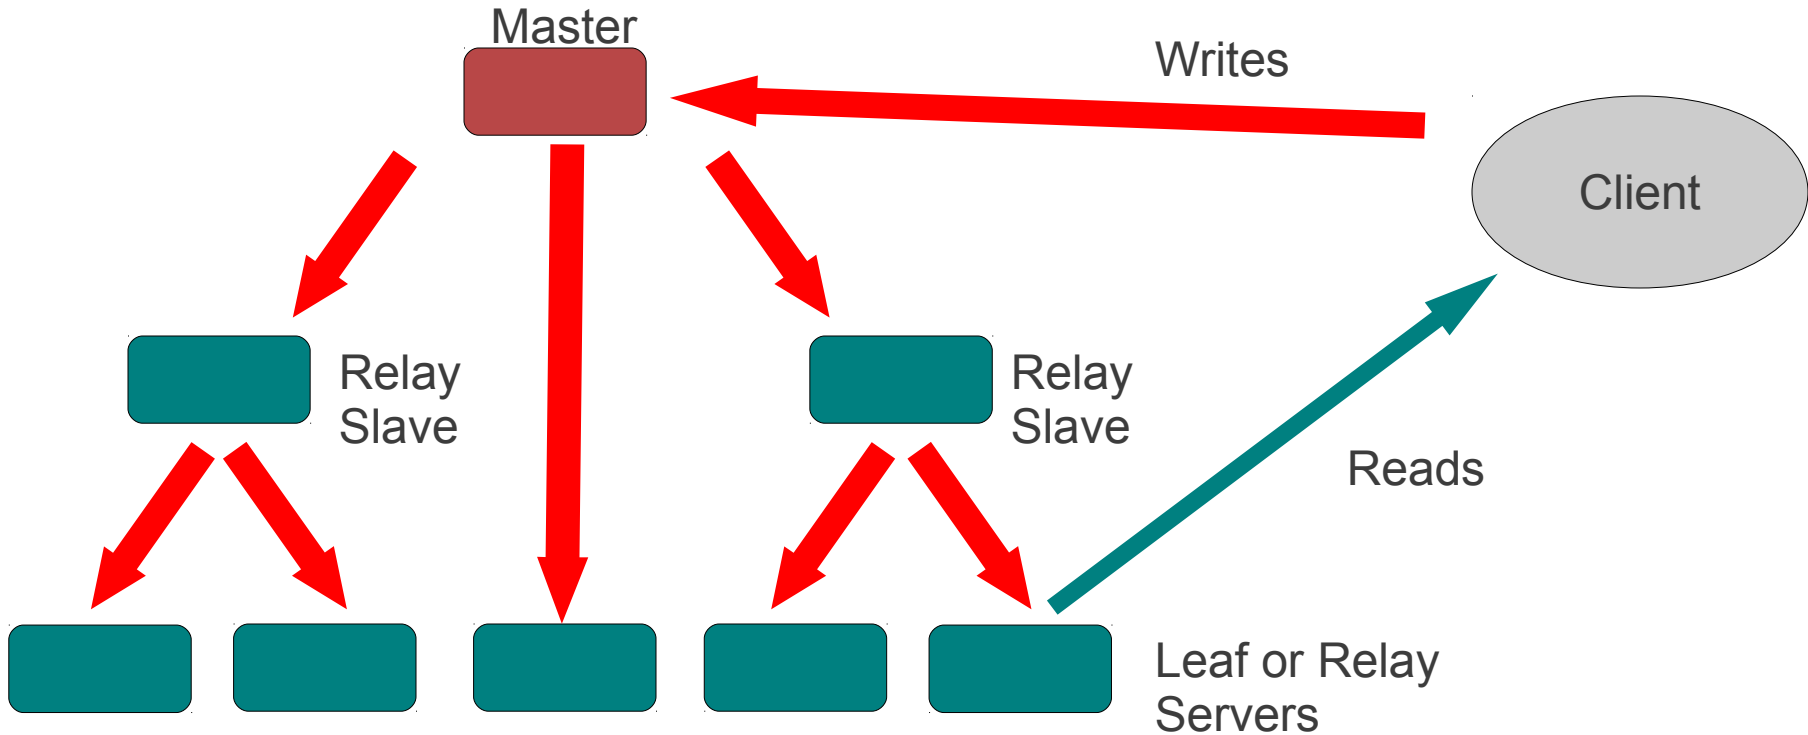 Master
Writes
Client
Relay
Slave
Relay
Slave
Reads
Leaf or Relay
Servers